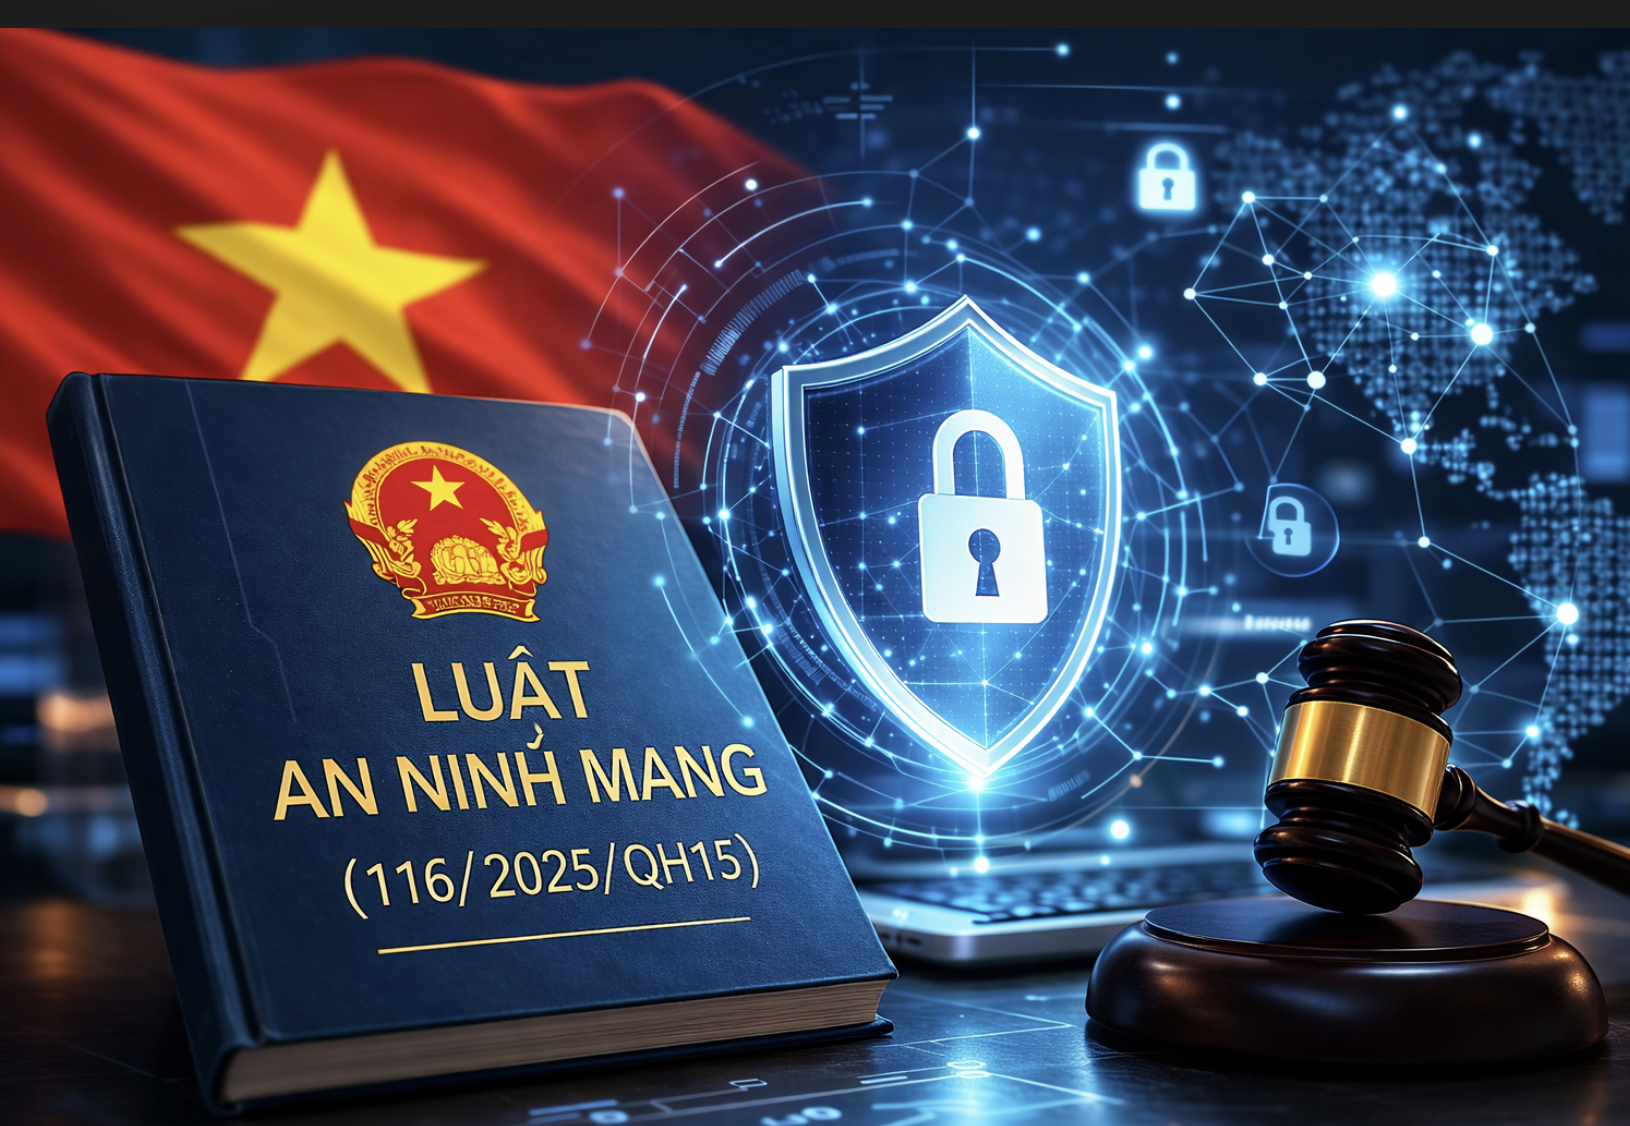 LUẬT
AN NINH MANG
(116/2025/QH15)